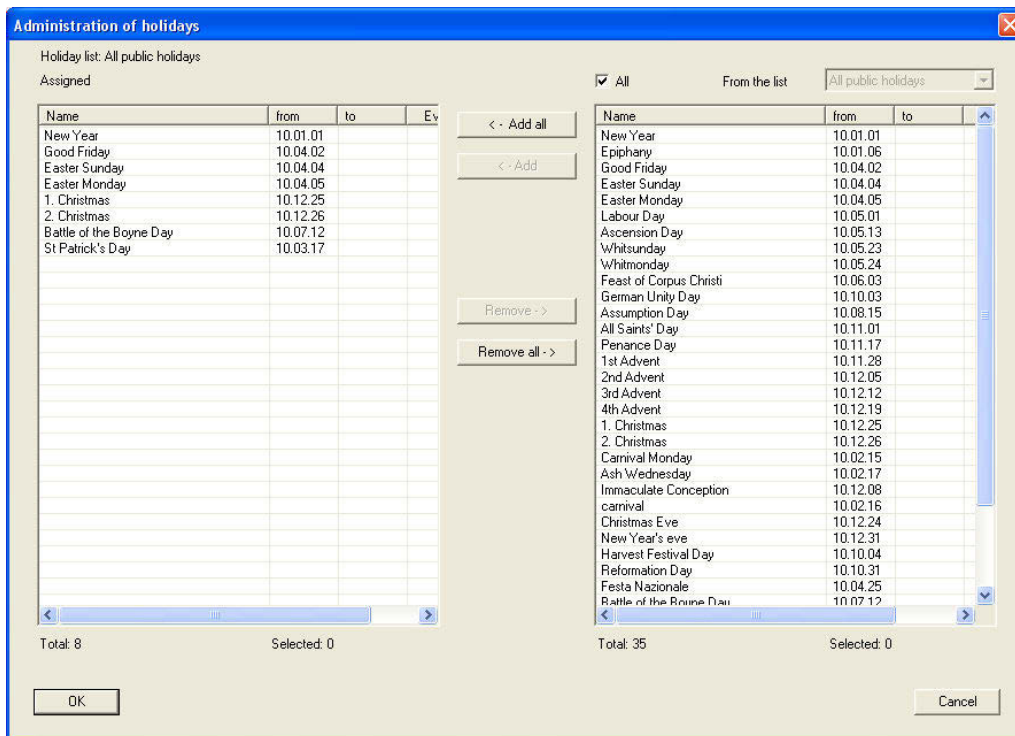 Administration of holidays
Holiday list: All public holidays
Assigned
All From the list All public holidays
Name from to Ev
New Year 10.01.01
Good Friday 10.04.02
Easter Sunday 10.04.04
Easter Monday 10.04.05
1. Christmas 10.12.25
2. Christmas 10.12.26
Battle of the Boyne Day 10.07.12
St Patrick's Day 10.03.17
< - Add all
< - Add
Remove - >
Remove all - >
Name from to
New Year 10.01.01
Epiphany 10.01.06
Good Friday 10.04.02
Easter Sunday 10.04.04
Easter Monday 10.04.05
Labour Day 10.05.01
Ascension Day 10.05.13
Whitsunday 10.05.23
Whitmonday 10.05.24
Feast of Corpus Christi 10.06.03
German Unity Day 10.10.03
Assumption Day 10.08.15
All Saints' Day 10.11.01
Penance Day 10.11.17
1st Advent 10.11.28
2nd Advent 10.12.05
3rd Advent 10.12.12
4th Advent 10.12.19
1. Christmas 10.12.25
2. Christmas 10.12.26
Carnival Monday 10.02.15
Ash Wednesday 10.02.17
Immaculate Conception 10.12.08
carnival 10.02.16
Christmas Eve 10.12.24
New Year's eve 10.12.31
Harvest Festival Day 10.10.04
Reformation Day 10.10.31
Festa Nazionale 10.04.25
Battle of the Boyne Day 10.07.12
Total: 8 Selected: 0
Total: 35 Selected: 0
OK
Cancel